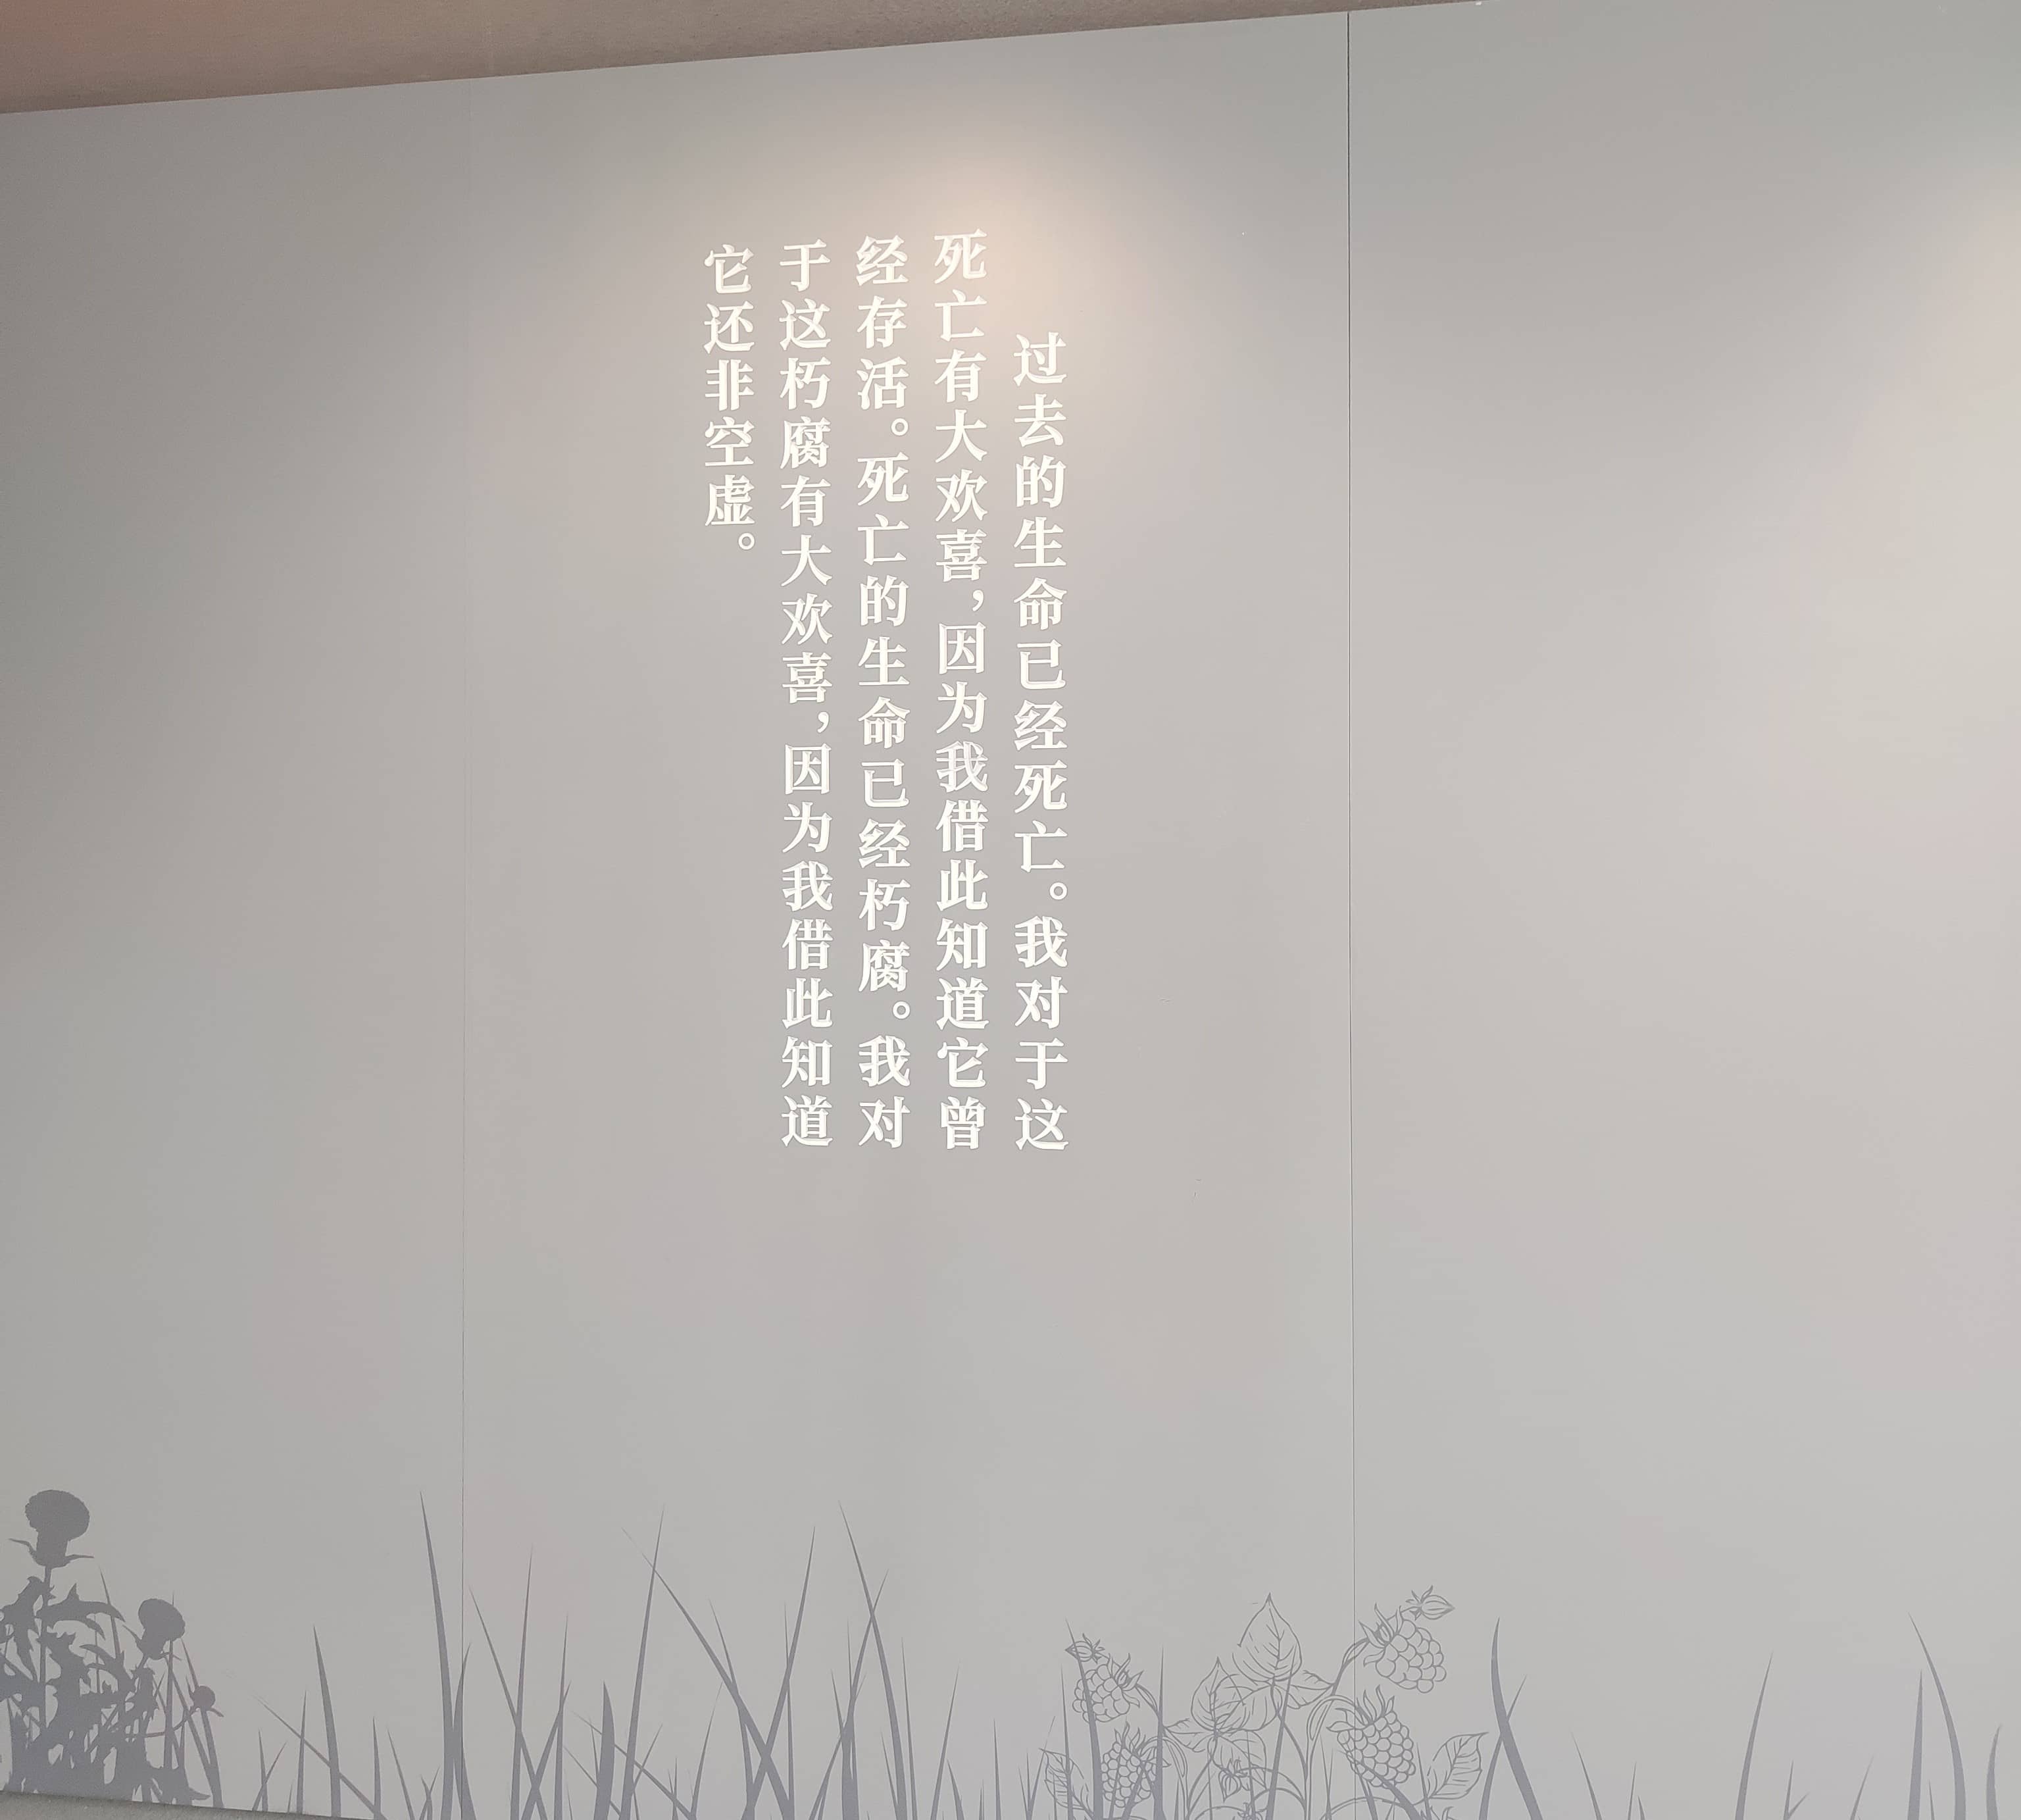 过去的生命已经死亡。我对于这
死亡有大欢喜，因为我借此知道它曾
经存活。死亡的生命已经朽腐。我对
于这朽腐有大欢喜，因为我借此知道
它还非空虚。